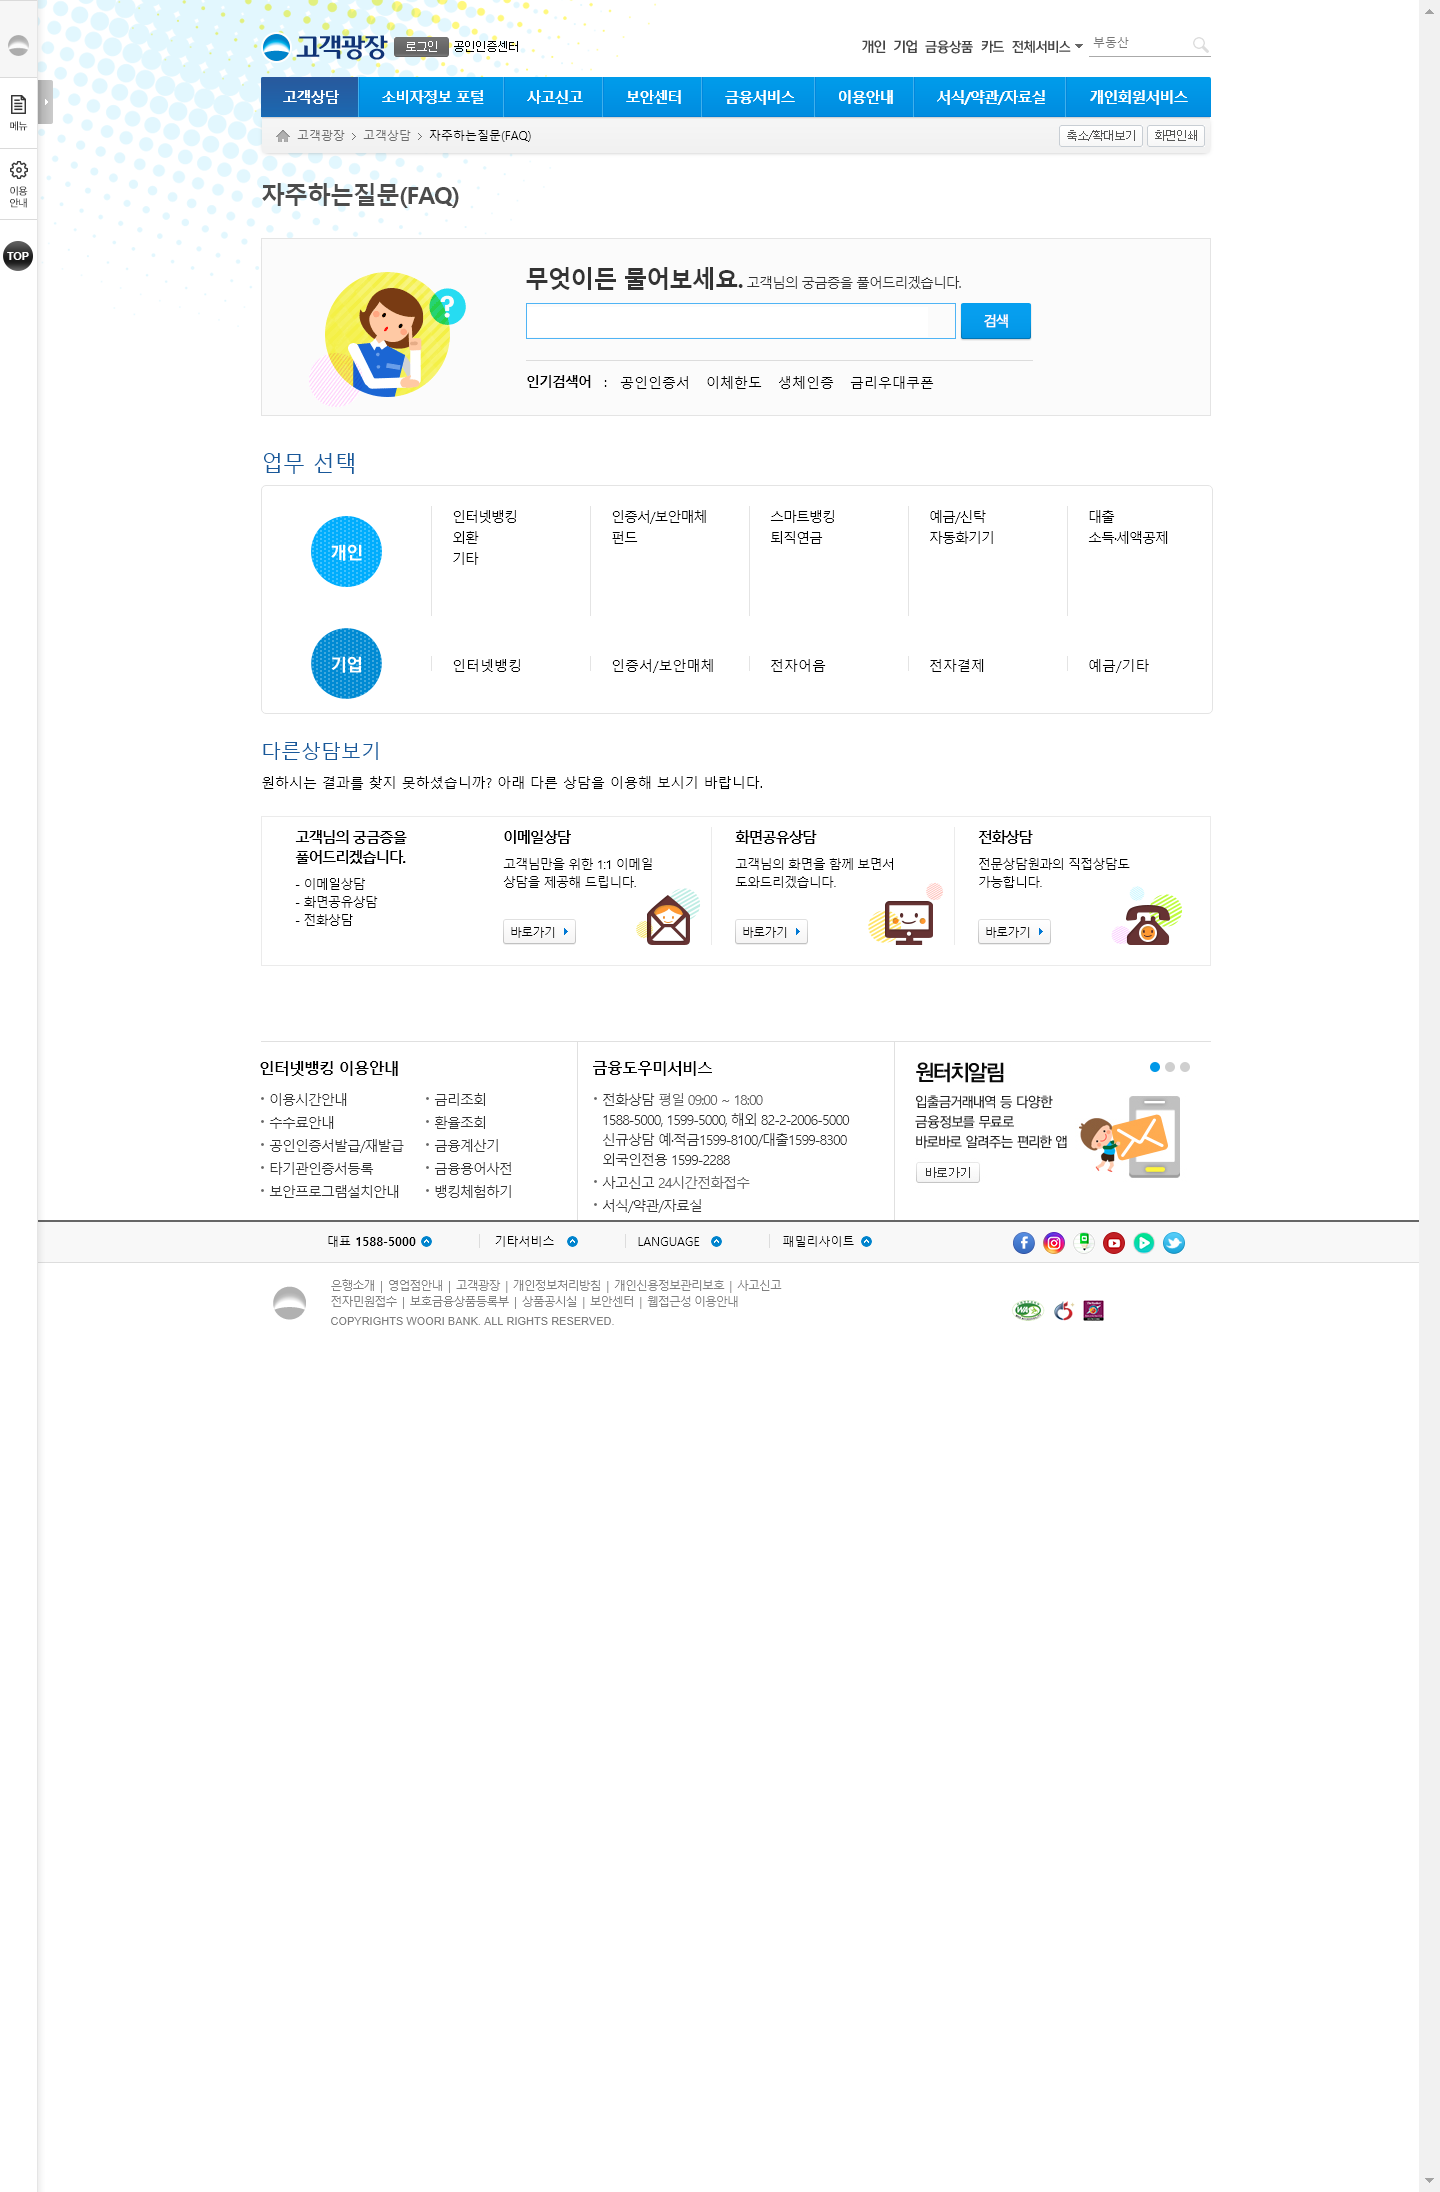 고객광장 로그인 공인인증센터
개인 기업 금융상품 카드 전체서비스 부동산
고객상담 소비자정보 포털 사고신고 보안센터 금융서비스 이용안내 서식/약관/자료실 개인회원서비스
고객광장 > 고객상담 > 자주하는질문(FAQ)
축소/확대보기 화면인쇄
메뉴
이용
안내
TOP
자주하는질문(FAQ)
?
무엇이든 물어보세요. 고객님의 궁금증을 풀어드리겠습니다.
검색
인기검색어 : 공인인증서 이체한도 생체인증 금리우대쿠폰
업무 선택
개인
인터넷뱅킹 인증서/보안매체 스마트뱅킹 예금/신탁 대출
외환 펀드 퇴직연금 자동화기기 소득·세액공제
기타
기업
인터넷뱅킹 인증서/보안매체 전자어음 전자결제 예금/기타
다른상담보기
원하시는 결과를 찾지 못하셨습니까? 아래 다른 상담을 이용해 보시기 바랍니다.
고객님의 궁금증을
풀어드리겠습니다.
- 이메일상담
- 화면공유상담
- 전화상담
이메일상담
고객님만을 위한 1:1 이메일
상담을 제공해 드립니다.
바로가기
화면공유상담
고객님의 화면을 함께 보면서
도와드리겠습니다.
바로가기
전화상담
전문상담원과의 직접상담도
가능합니다.
바로가기
인터넷뱅킹 이용안내
이용시간안내
수수료안내
공인인증서발급/재발급
타기관인증서등록
보안프로그램설치안내
금리조회
환율조회
금융계산기
금융용어사전
뱅킹체험하기
금융도우미서비스
전화상담 평일 09:00 ~ 18:00
1588-5000, 1599-5000, 해외 82-2-2006-5000
신규상담 예·적금1599-8100/대출1599-8300
외국인전용 1599-2288
사고신고 24시간전화접수
서식/약관/자료실
원터치알림
입출금거래내역 등 다양한
금융정보를 무료로
바로바로 알려주는 편리한 앱
바로가기
대표 1588-5000 기타서비스 LANGUAGE 패밀리사이트
은행소개 | 영업점안내 | 고객광장 | 개인정보처리방침 | 개인신용정보관리보호 | 사고신고
전자민원접수 | 보호금융상품등록부 | 상품공시실 | 보안센터 | 웹접근성 이용안내
COPYRIGHTS WOORI BANK. ALL RIGHTS RESERVED.
WA